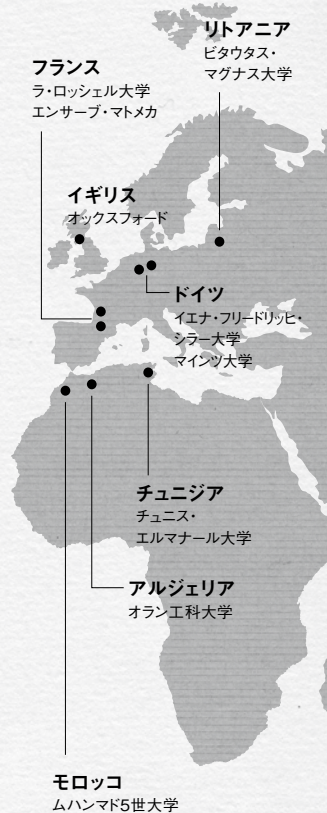 リトアニア
ビタウタス・
マグナス大学
フランス
ラ・ロッシェル大学
エンサーブ・マトメカ
イギリス
オックスフォード
ドイツ
イエナ・フリードリッヒ・
シラー大学
マインツ大学
チュニジア
チュニス・
エルマナール大学
アルジェリア
オラン工科大学
モロッコ
ムハンマド5世大学